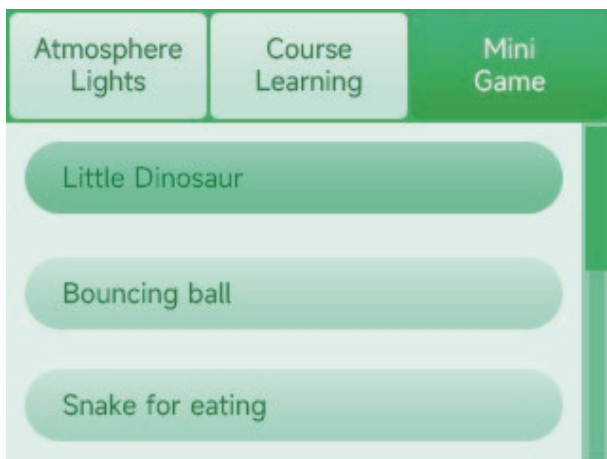 Atmosphere
Lights
Course
Learning
Mini
Game
Little Dinosaur
Bouncing ball
Snake for eating